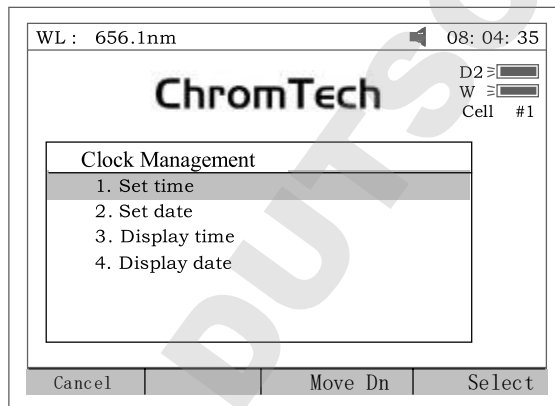 WL: 656.1nm 08: 04: 35
ChromTech
D2
W
Cell #1
Clock Management
1. Set time
2. Set date
3. Display time
4. Display date
Cancel Move Dn Select